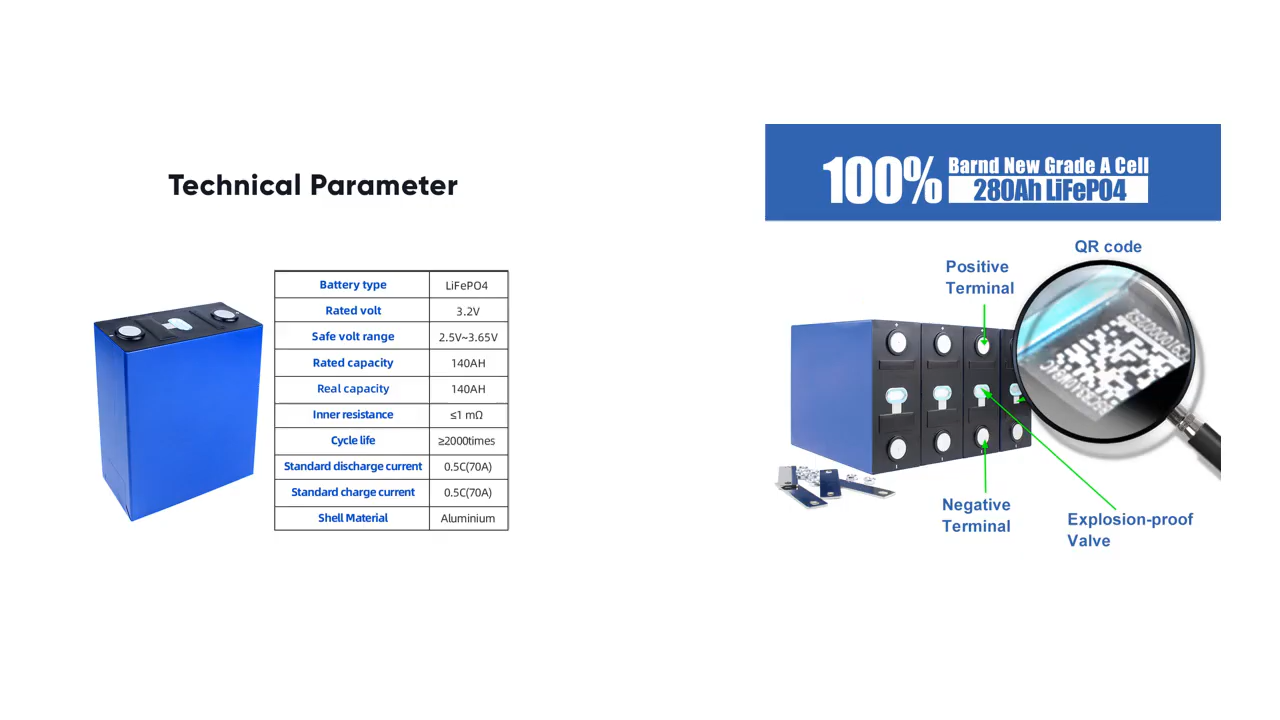 Technical Parameter
Battery type LiFePO4
Rated volt 3.2V
Safe volt range 2.5V~3.65V
Rated capacity 140AH
Real capacity 140AH
Inner resistance ≤1 mΩ
Cycle life ≥2000times
Standard discharge current 0.5C(70A)
Standard charge current 0.5C(70A)
Shell Material Aluminium
100% Barnd New Grade A Cell
280Ah LiFePO4
QR code
Positive
Terminal
Negative
Terminal
Explosion-proof
Valve